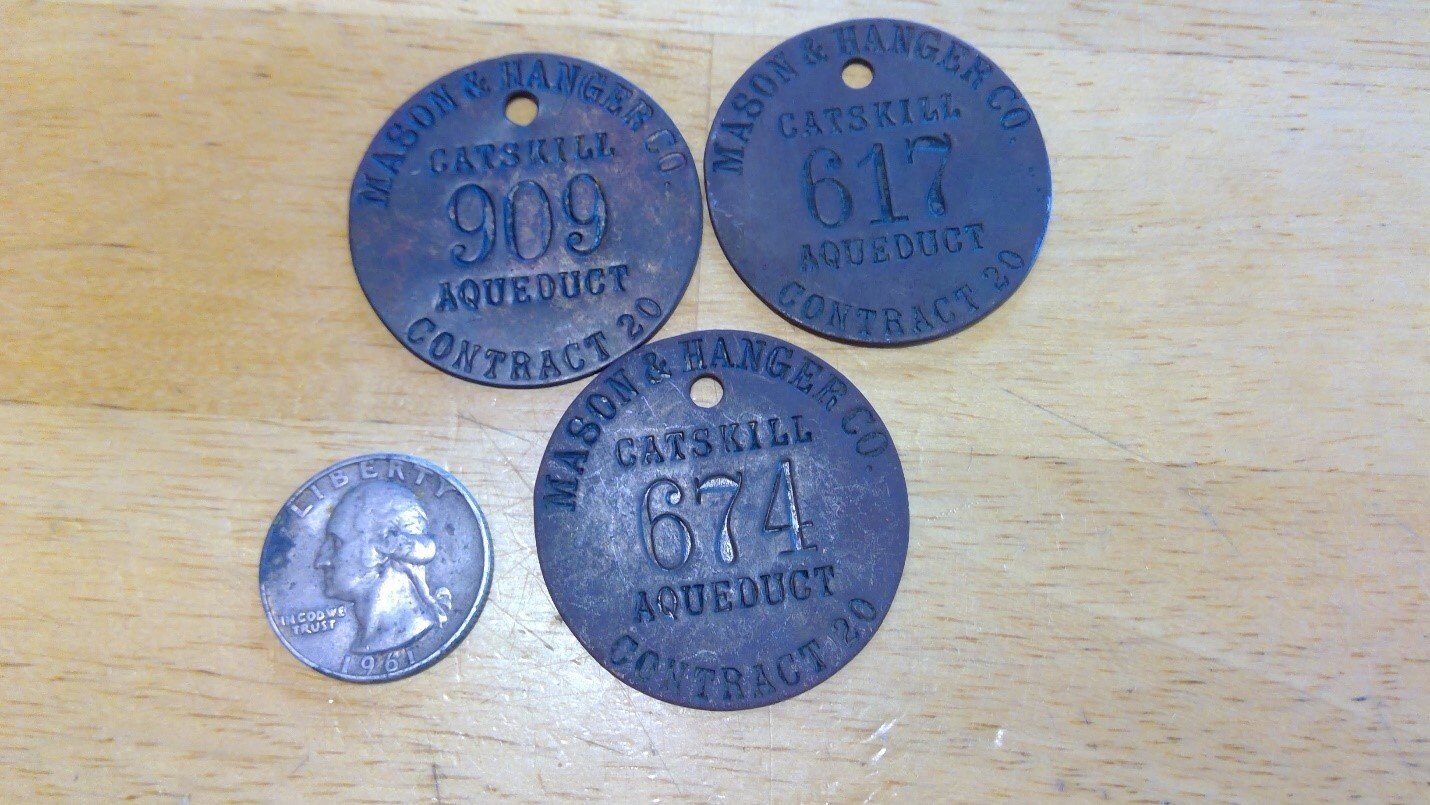 MASON & HANGER CO.
CATSKILL
909
AQUEDUCT
CONTRACT 20
MASON & HANGER CO.
CATSKILL
617
AQUEDUCT
CONTRACT 20
MASON & HANGER CO.
CATSKILL
674
AQUEDUCT
CONTRACT 20
LIBERTY
IN GOD WE
TRUST
1961